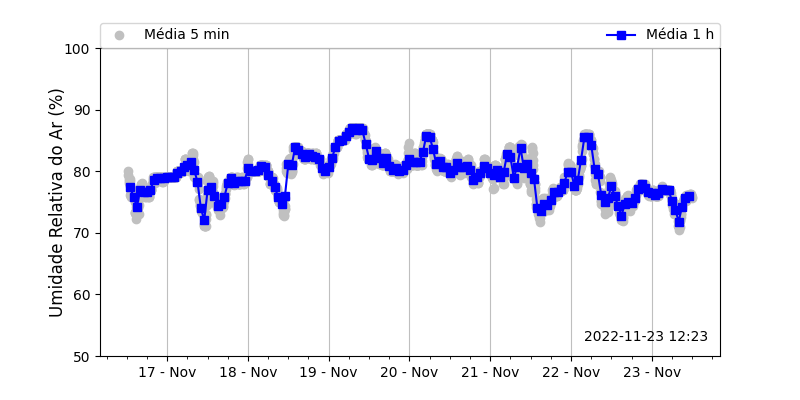 Média 5 min
Média 1 h
Umidade Relativa do Ar (%)
100
90
80
70
60
50
2022-11-23 12:23
17 - Nov
18 - Nov
19 - Nov
20 - Nov
21 - Nov
22 - Nov
23 - Nov